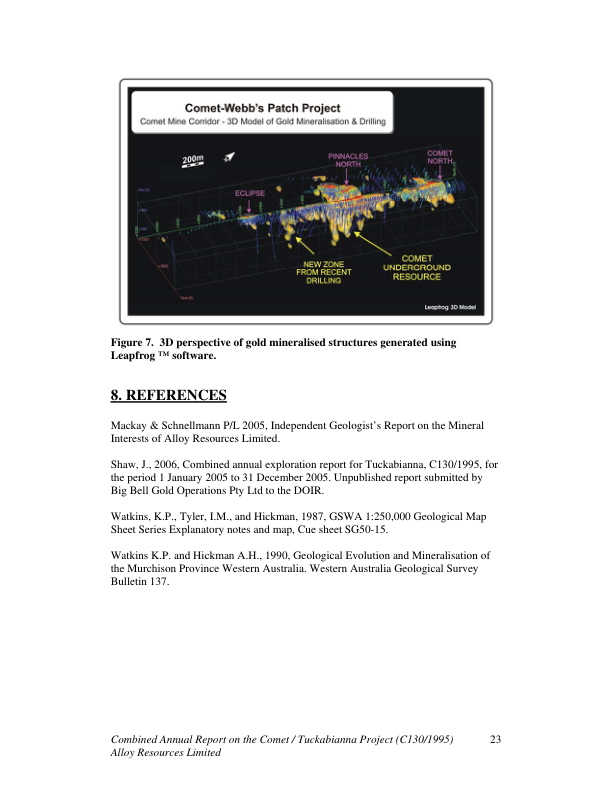 Comet-Webb's Patch Project
Comet Mine Corridor - 3D Model of Gold Mineralisation & Drilling
200m
PINNACLES
NORTH
COMET
NORTH
ECLIPSE
NEW ZONE
FROM RECENT
DRILLING
COMET
UNDERGROUND
RESOURCE
Leapfrog 3D Model
Figure 7. 3D perspective of gold mineralised structures generated using
Leapfrog ™ software.
8. REFERENCES
Mackay & Schnellmann P/L 2005, Independent Geologist's Report on the Mineral
Interests of Alloy Resources Limited.
Shaw, J., 2006, Combined annual exploration report for Tuckabianna, C130/1995, for
the period 1 January 2005 to 31 December 2005. Unpublished report submitted by
Big Bell Gold Operations Pty Ltd to the DOIR.
Watkins, K.P., Tyler, I.M., and Hickman, 1987, GSWA 1:250,000 Geological Map
Sheet Series Explanatory notes and map, Cue sheet SG50-15.
Watkins K.P. and Hickman A.H., 1990, Geological Evolution and Mineralisation of
the Murchison Province Western Australia. Western Australia Geological Survey
Bulletin 137.
Combined Annual Report on the Comet / Tuckabianna Project (C130/1995) 23
Alloy Resources Limited